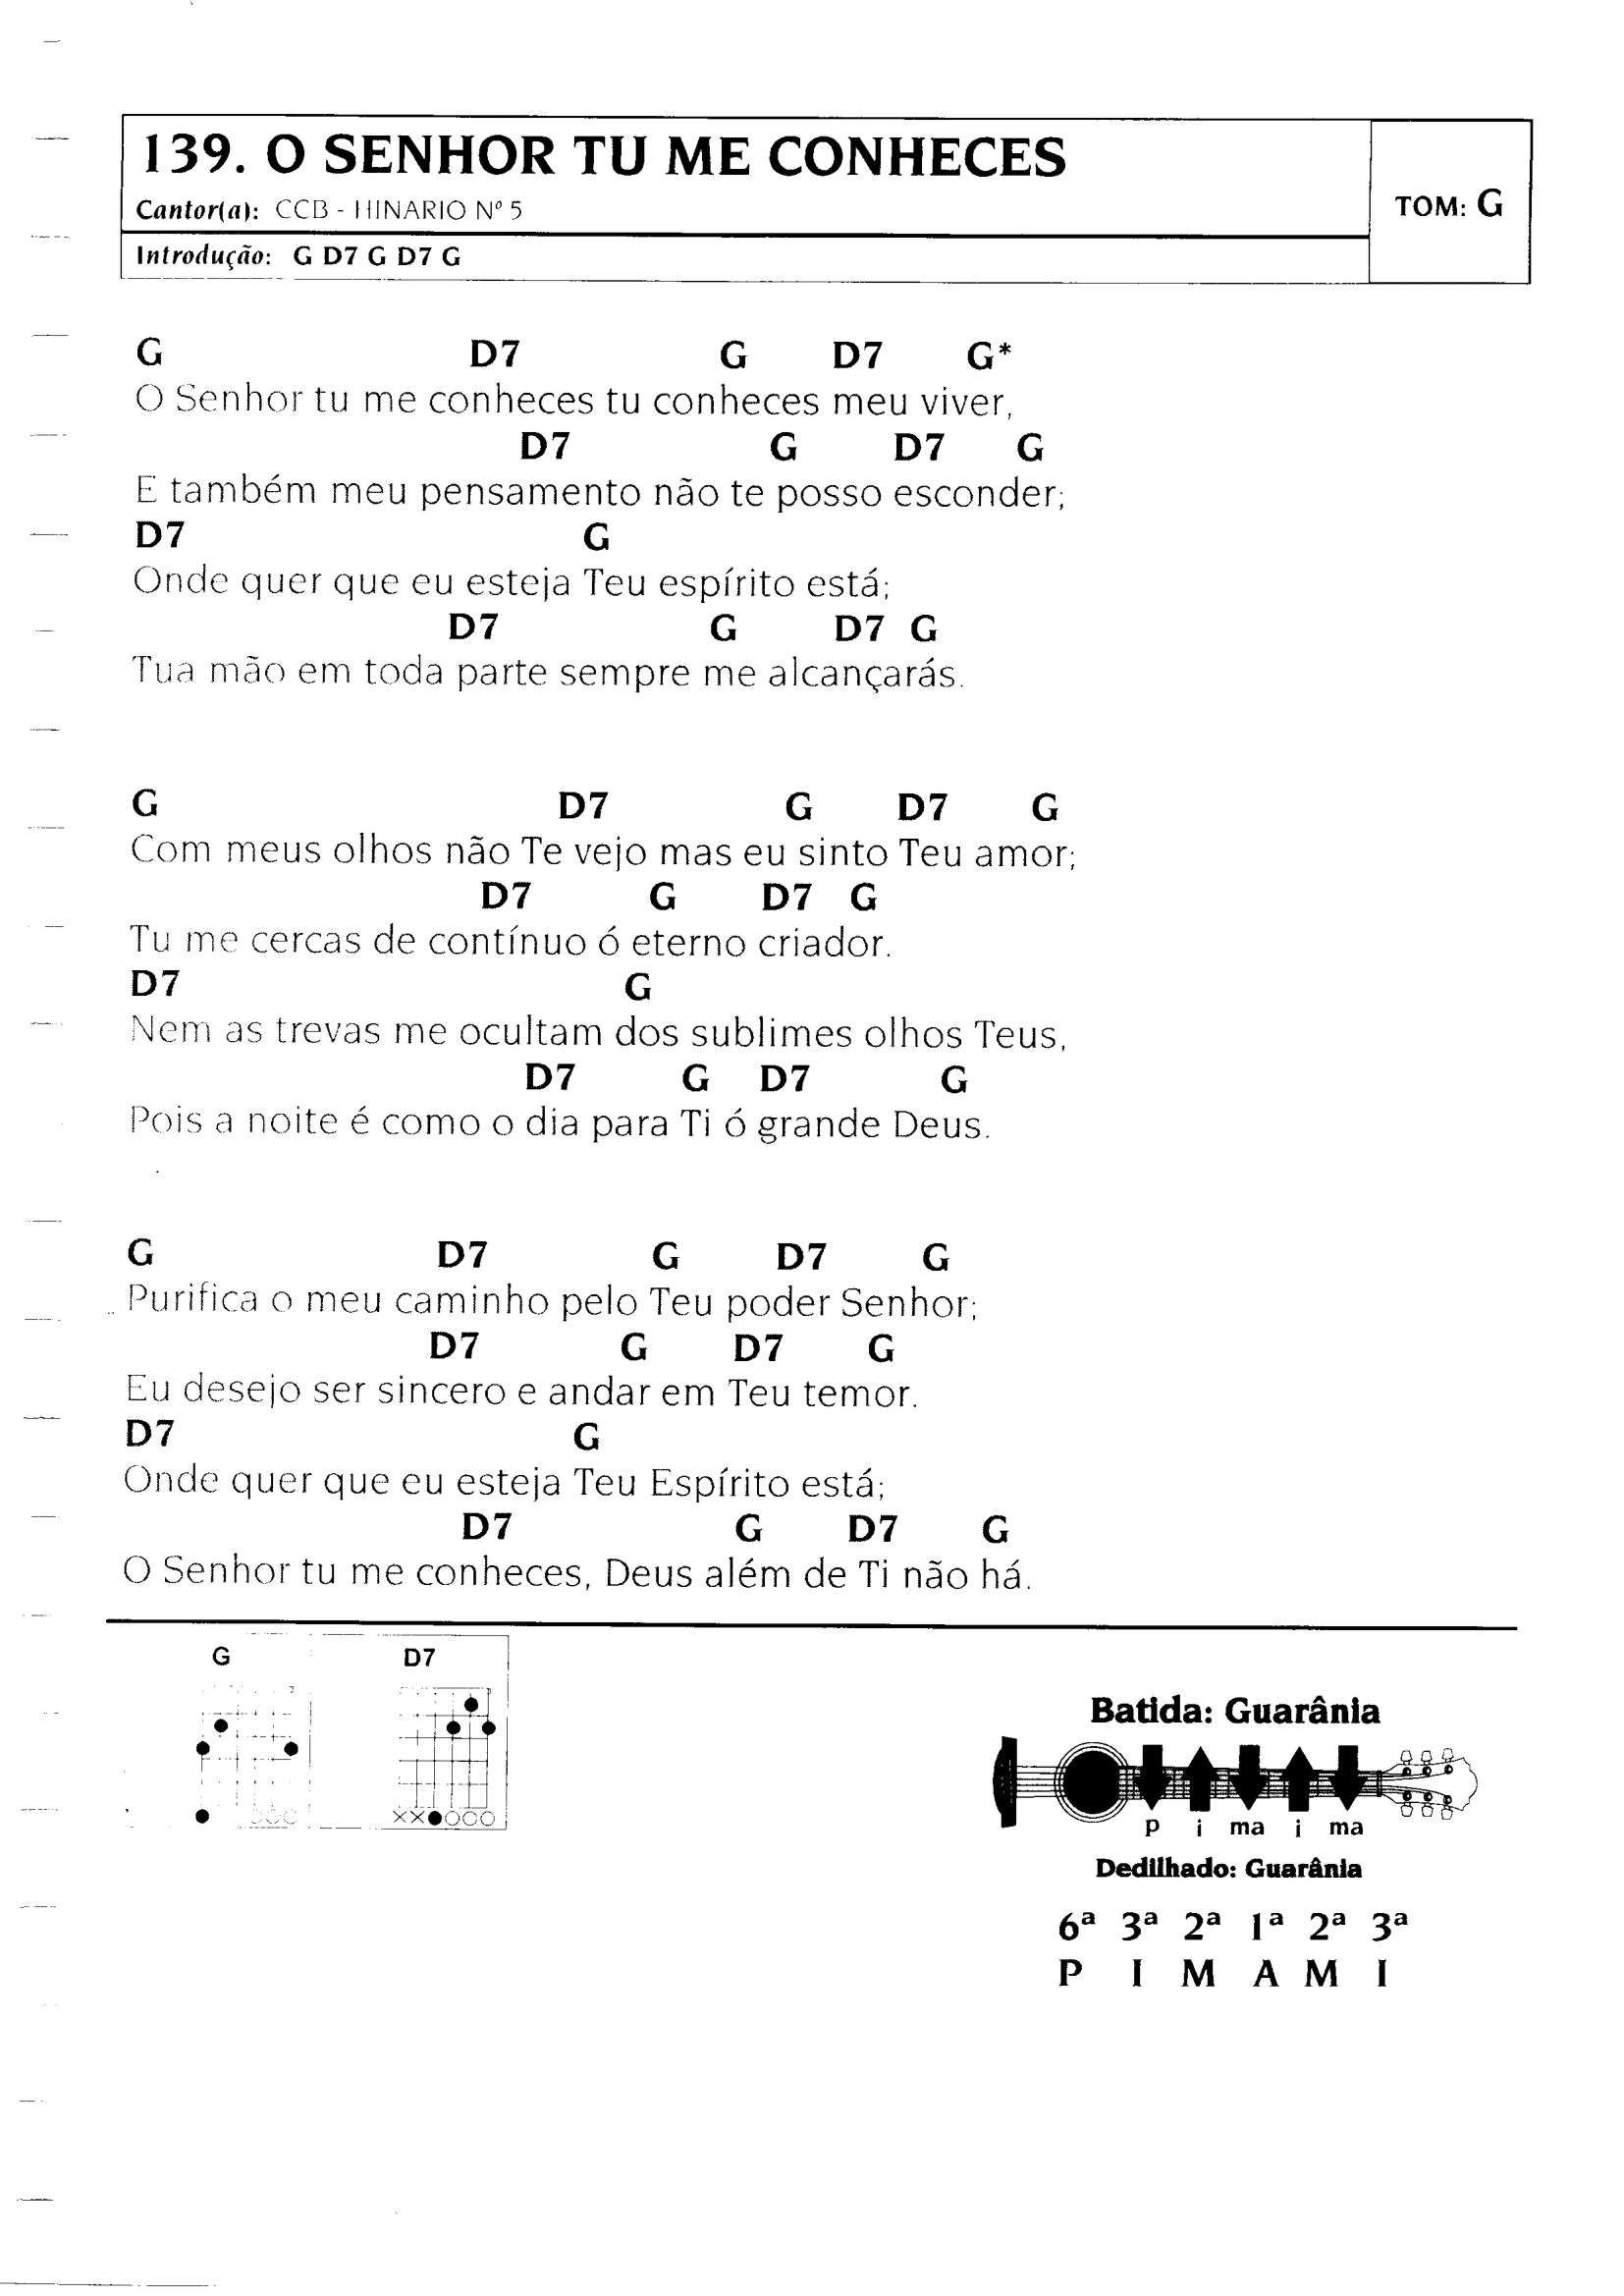 139. O SENHOR TU ME CONHECES
Cantor(a): CCB - HINARIO Nº 5
TOM: G
Introdução: G D7 G D7 G
G D7 G D7 G*
O Senhor tu me conheces tu conheces meu viver,
D7 G D7 G
E também meu pensamento não te posso esconder;
D7 G
Onde quer que eu esteja Teu espírito está;
D7 G D7 G
Tua mão em toda parte sempre me alcançarás.
G D7 G D7 G
Com meus olhos não Te vejo mas eu sinto Teu amor;
D7 G D7 G
Tu me cercas de contínuo ó eterno criador.
D7 G
Nem as trevas me ocultam dos sublimes olhos Teus,
D7 G D7 G
Pois a noite é como o dia para Ti ó grande Deus.
G D7 G D7 G
Purifica o meu caminho pelo Teu poder Senhor;
D7 G D7 G
Eu desejo ser sincero e andar em Teu temor.
D7 G
Onde quer que eu esteja Teu Espírito está;
D7 G D7 G
O Senhor tu me conheces, Deus além de Ti não há.
G D7
Batida: Guarânia
p i ma i ma
Dedilhado: Guarânia
6ª 3ª 2ª 1ª 2ª 3ª
P I M A M I